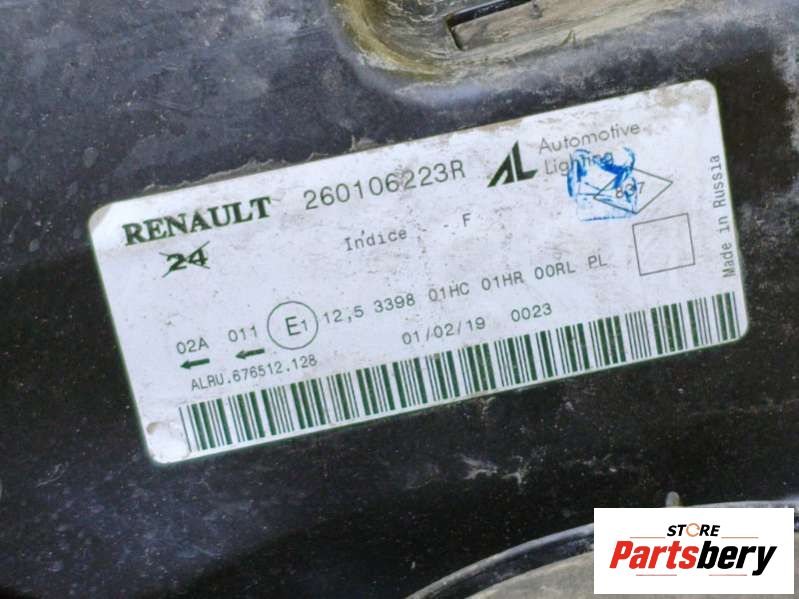 RENAULT 260106223R AL Automotive Lighting
24 Indice F 827
02A 011 E1 12,5 3398 01HC 01HR 00RL PL
ALRU.676512.128 01/02/19 0023
Made in Russia
STORE
Partsbery